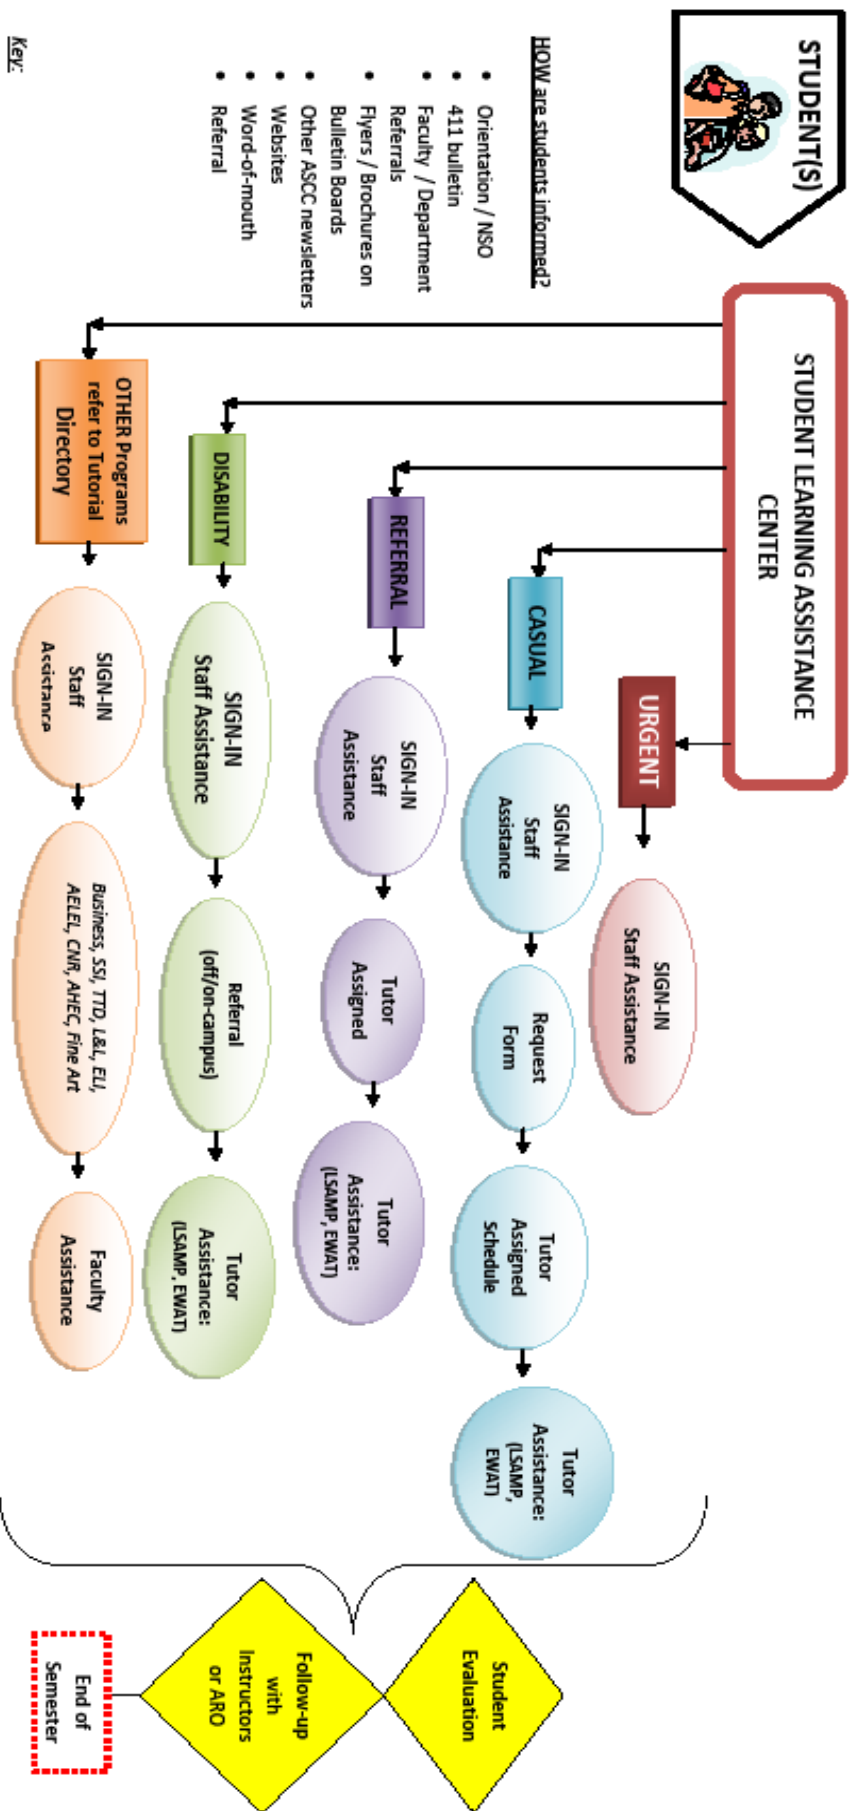 STUDENT(S)
STUDENT LEARNING ASSISTANCE
CENTER
HOW are students informed?
• Orientation / NSO
• 411 bulletin
• Faculty / Department
Referrals
• Flyers / Brochures on
Bulletin Boards
• Other ASCC newsletters
• Websites
• Word-of-mouth
• Referral
Key:
URGENT
SIGN-IN
Staff Assistance
CASUAL
SIGN-IN
Staff
Assistance
Request
Form
Tutor
Assigned
Schedule
Tutor
Assistance:
(LSAMP,
EWAT)
REFERRAL
SIGN-IN
Staff
Assistance
Tutor
Assigned
Tutor
Assistance:
(LSAMP, EWAT)
DISABILITY
SIGN-IN
Staff Assistance
Referral
(off/on-campus)
Tutor
Assistance:
(LSAMP, EWAT)
OTHER Programs
refer to Tutorial
Directory
SIGN-IN
Staff
Assistance
Business, SSI, TTD, L&L, ELI,
AELEL, CNR, AHEC, Fine Art
Faculty
Assistance
Student
Evaluation
Follow-up
with
Instructors
or ARO
End of
Semester